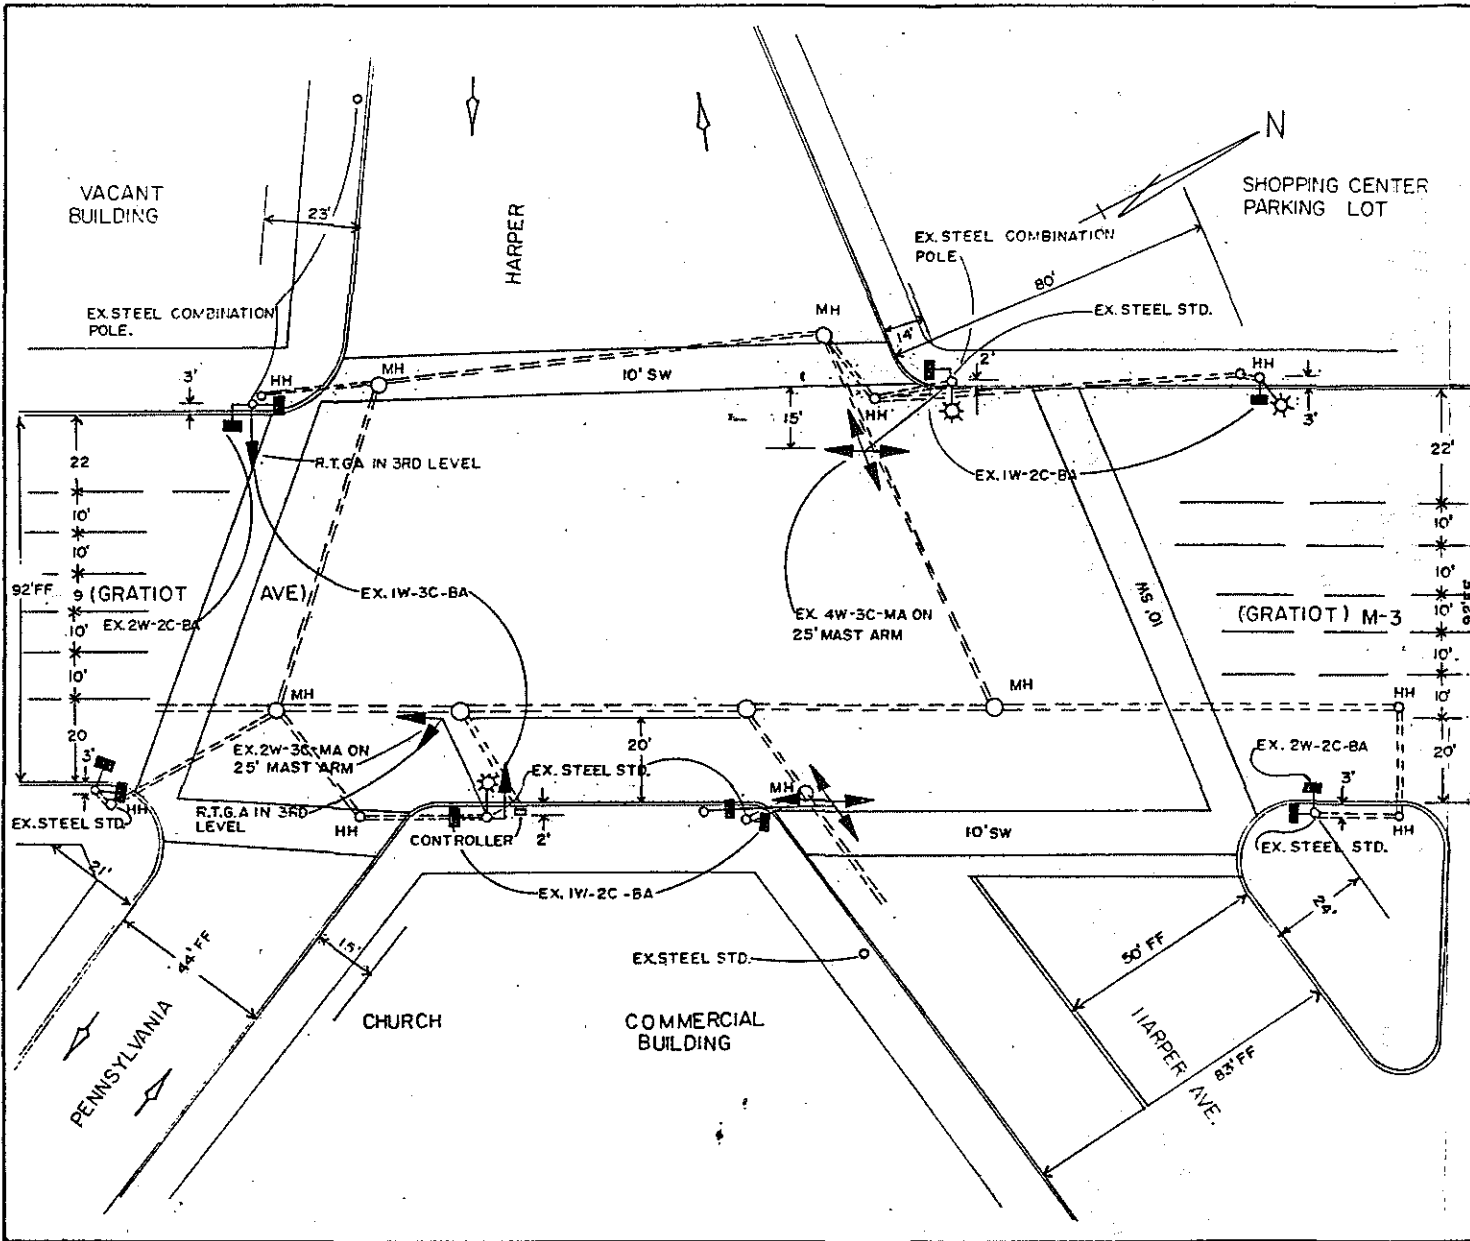 N
VACANT
BUILDING
23'
HARPER
SHOPPING CENTER
PARKING LOT
EX. STEEL COMBINATION
POLE
80'
EX. STEEL COMBINATION
POLE.
EX. STEEL STD.
MH
14'
2'
3'
HH
MH
10' SW
HH
HH
3'
15'
R.T.GA IN 3RD LEVEL
EX. 1W-2C-BA
22
22'
10'
10'
9
10'
10'
20
92'FF
(GRATIOT
AVE)
EX. 2W-2C-BA
EX. 1W-3C-BA
EX. 4W-3C-MA ON
25' MAST ARM
10' SW
(GRATIOT) M-3
10'
10'
10'
10'
10'
20'
92'FF
MH
MH
HH
EX. 2W-3C-MA ON
25' MAST ARM
20'
EX. 2W-2C-BA
3'
EX. STEEL STD.
MH
3'
HH
EX. STEEL STD.
R.T.G.A IN 3RD
LEVEL
HH
CONTROLLER
2'
10' SW
EX. STEEL STD.
HH
21'
EX. 1W-2C-BA
24'
44' FF
15'
EX. STEEL STD.
50' FF
CHURCH
COMMERCIAL
BUILDING
HARPER AVE.
83' FF
PENNSYLVANIA